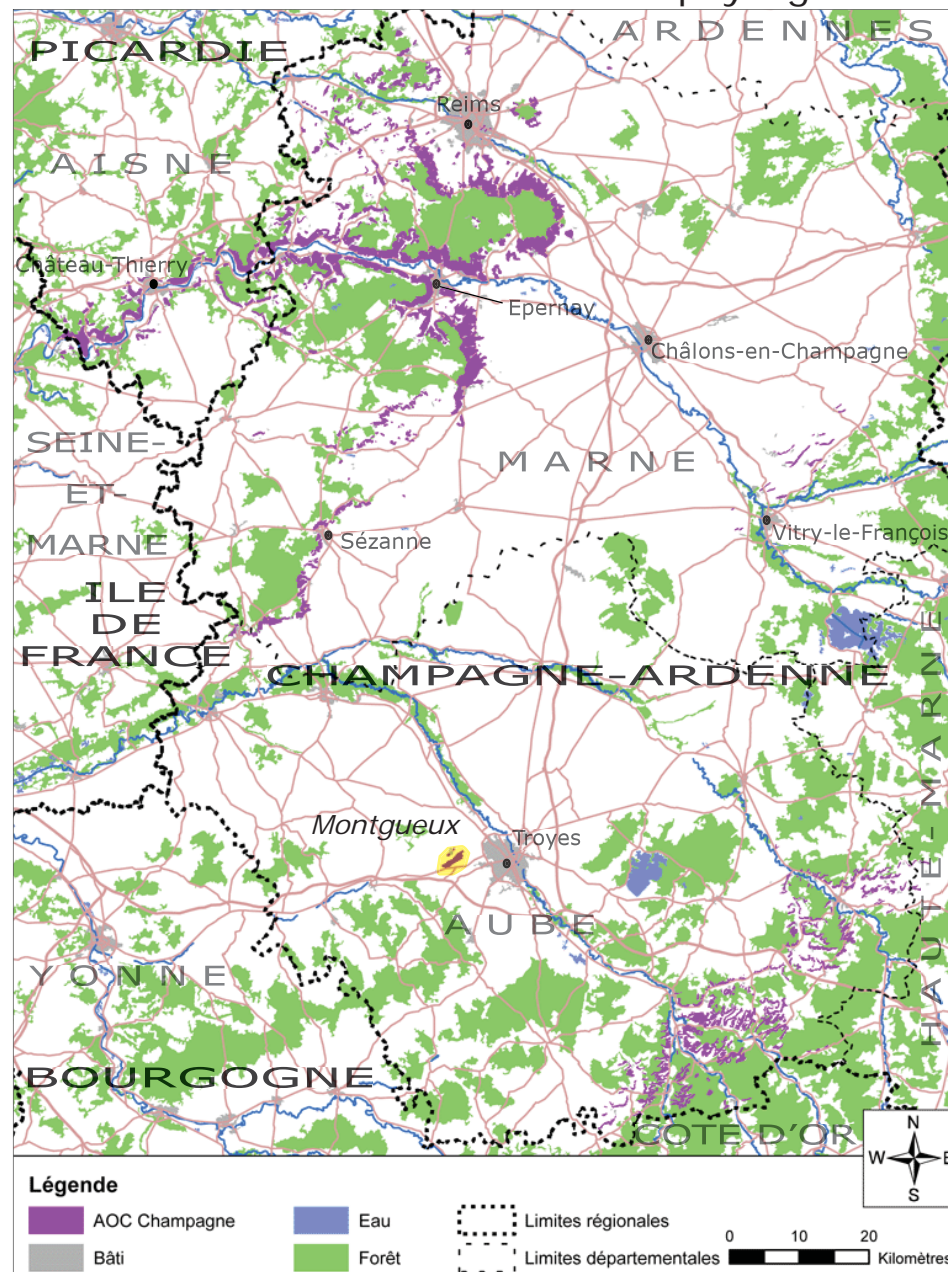 ARDENNES
PICARDIE
Reims
AISNE
Château-Thierry
Epernay
Châlons-en-Champagne
SEINE-
ET-
MARNE
MARNE
Sézanne
Vitry-le-François
ILE
DE
FRANCE
CHAMPAGNE-ARDENNE
HAUTE-MARNE
Montgueux
Troyes
AUBE
YONNE
BOURGOGNE
COTE D'OR
N
W
E
S
Légende
AOC Champagne
Eau
Limites régionales
Bâti
Forêt
Limites départementales
0 10 20
Kilomètres